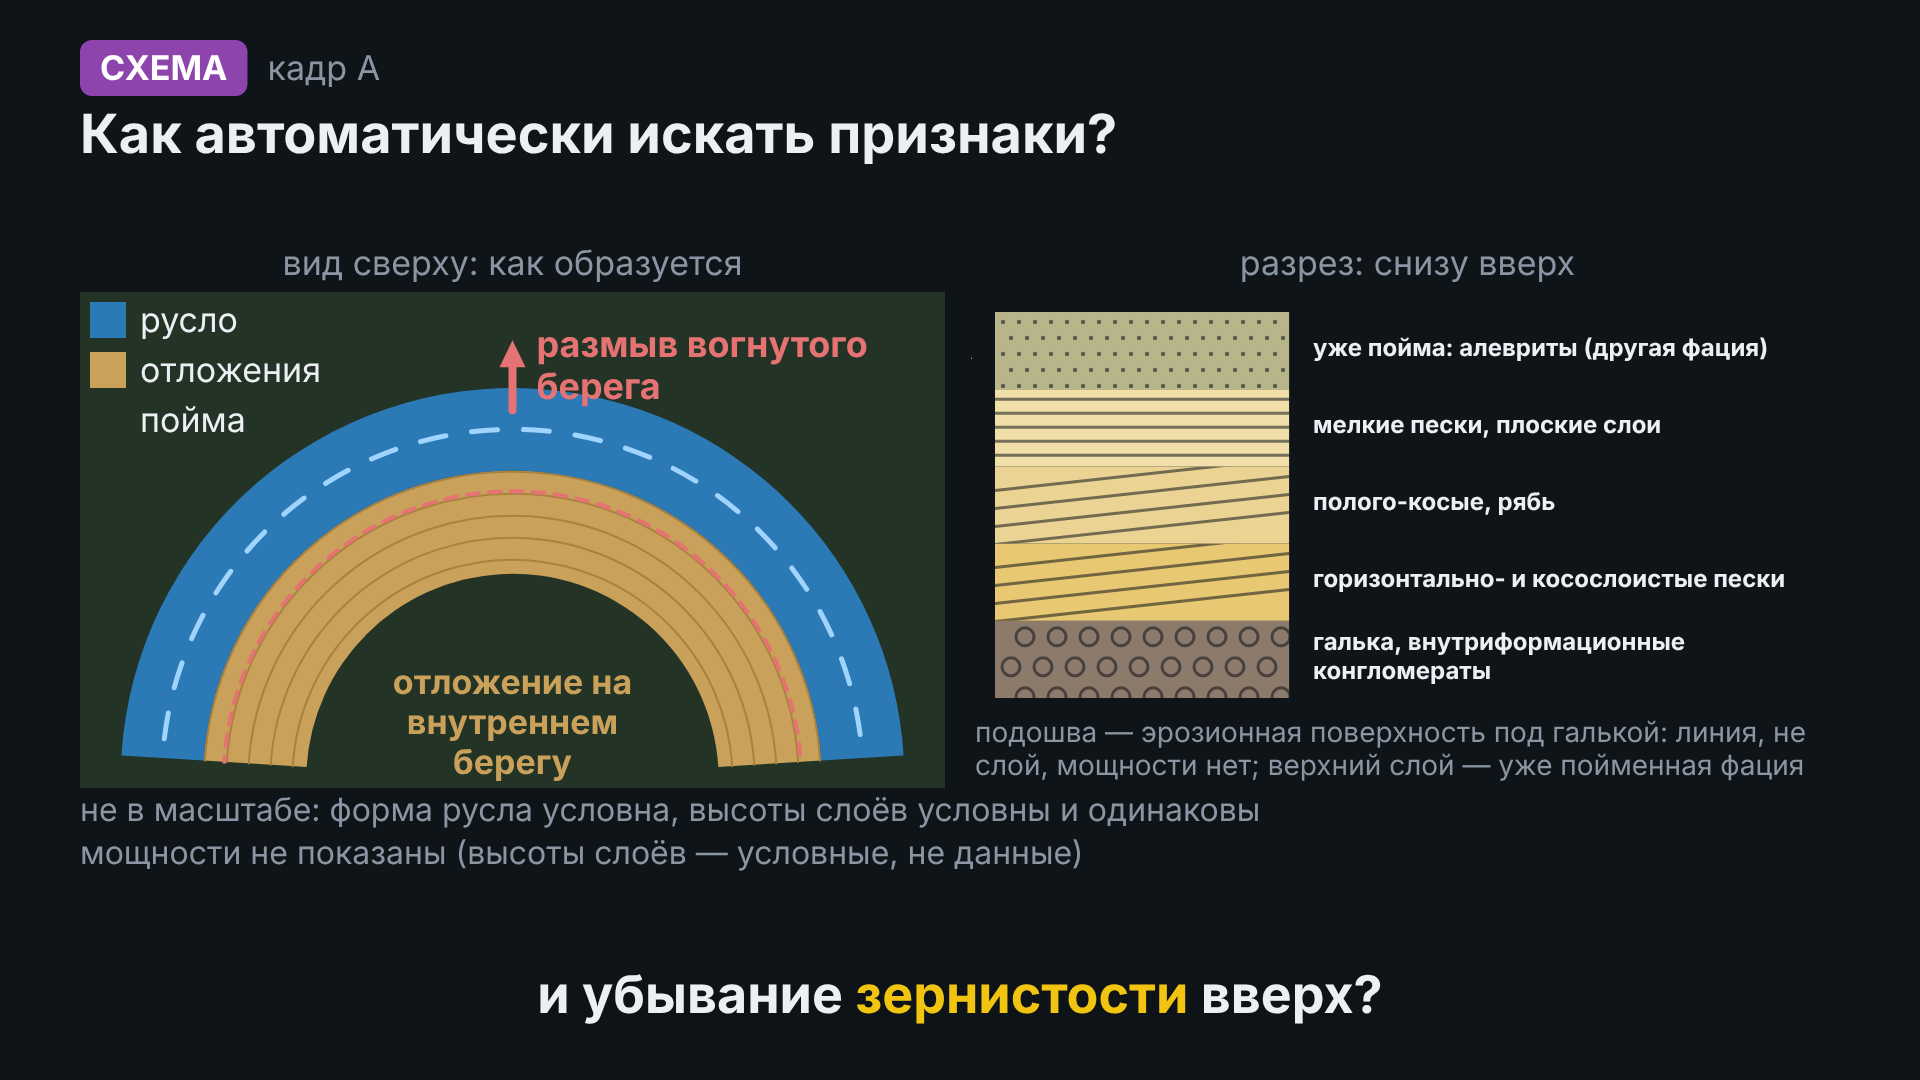 СХЕМА кадр А
Как автоматически искать признаки?
вид сверху: как образуется
русло
отложения
пойма
размыв вогнутого
берега
отложение на
внутреннем
берегу
разрез: снизу вверх
уже пойма: алевриты (другая фация)
мелкие пески, плоские слои
полого-косые, рябь
горизонтально- и косослоистые пески
галька, внутриформационные
конгломераты
подошва — эрозионная поверхность под галькой: линия, не
слой, мощности нет; верхний слой — уже пойменная фация
не в масштабе: форма русла условна, высоты слоёв условны и одинаковы
мощности не показаны (высоты слоёв — условные, не данные)
и убывание зернистости вверх?